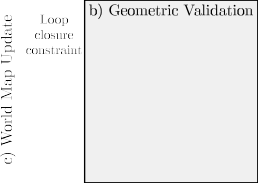 c) World Map Update
Loop
closure
constraint
b) Geometric Validation